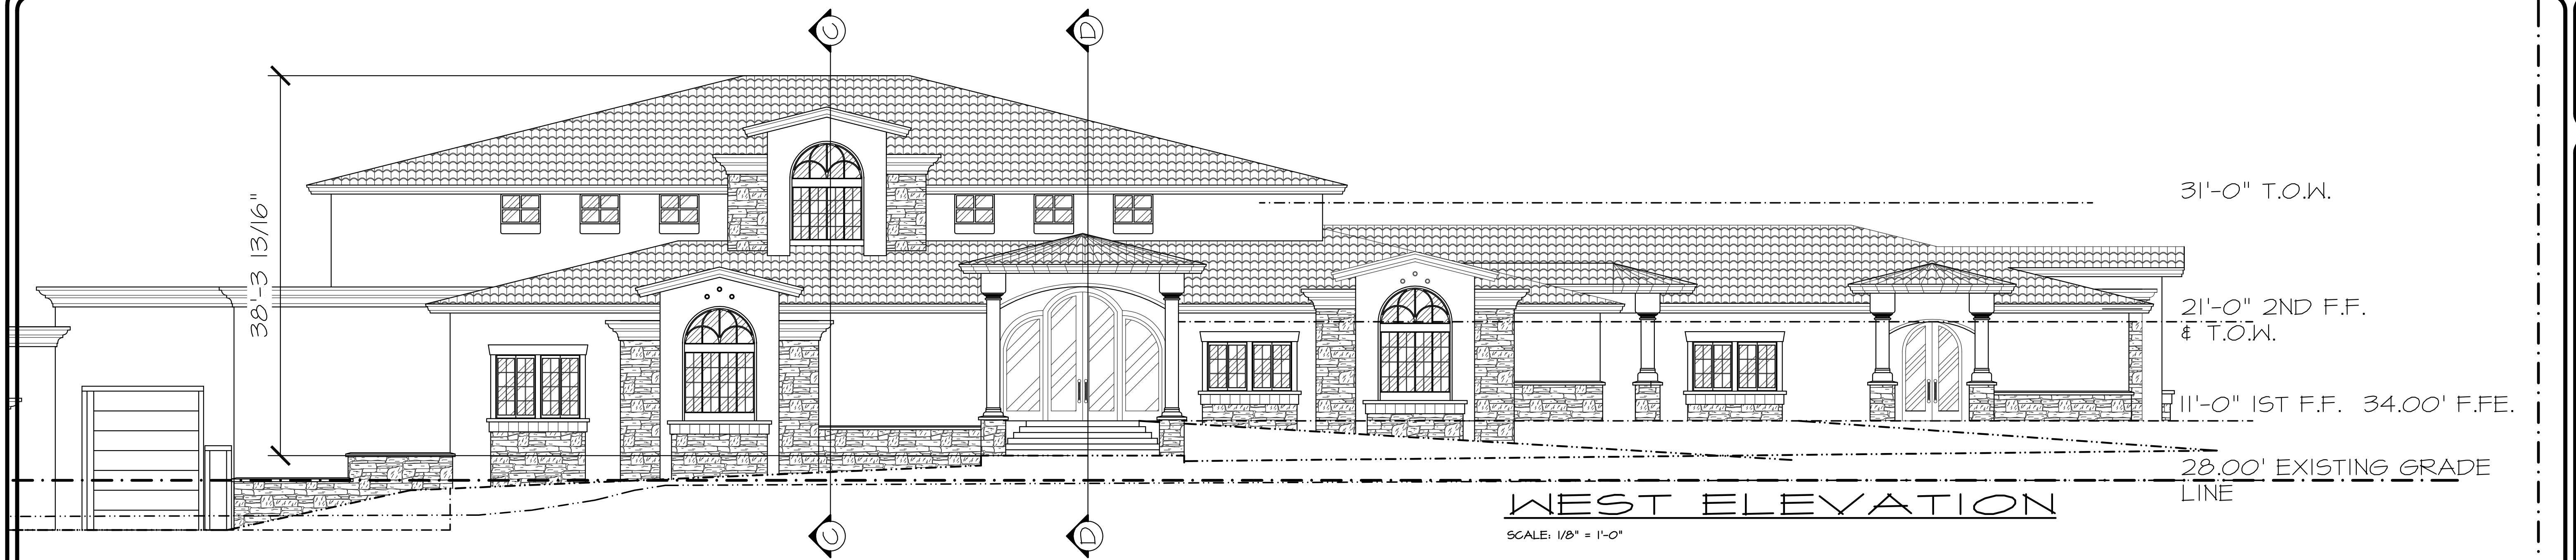 C
D
38'-3 13/16"
31'-0" T.O.W.
21'-0" 2ND F.F.
& T.O.W.
11'-0" 1ST F.F. 34.00' F.FE.
28.00' EXISTING GRADE
LINE
WEST ELEVATION
SCALE: 1/8" = 1'-0"
C
D